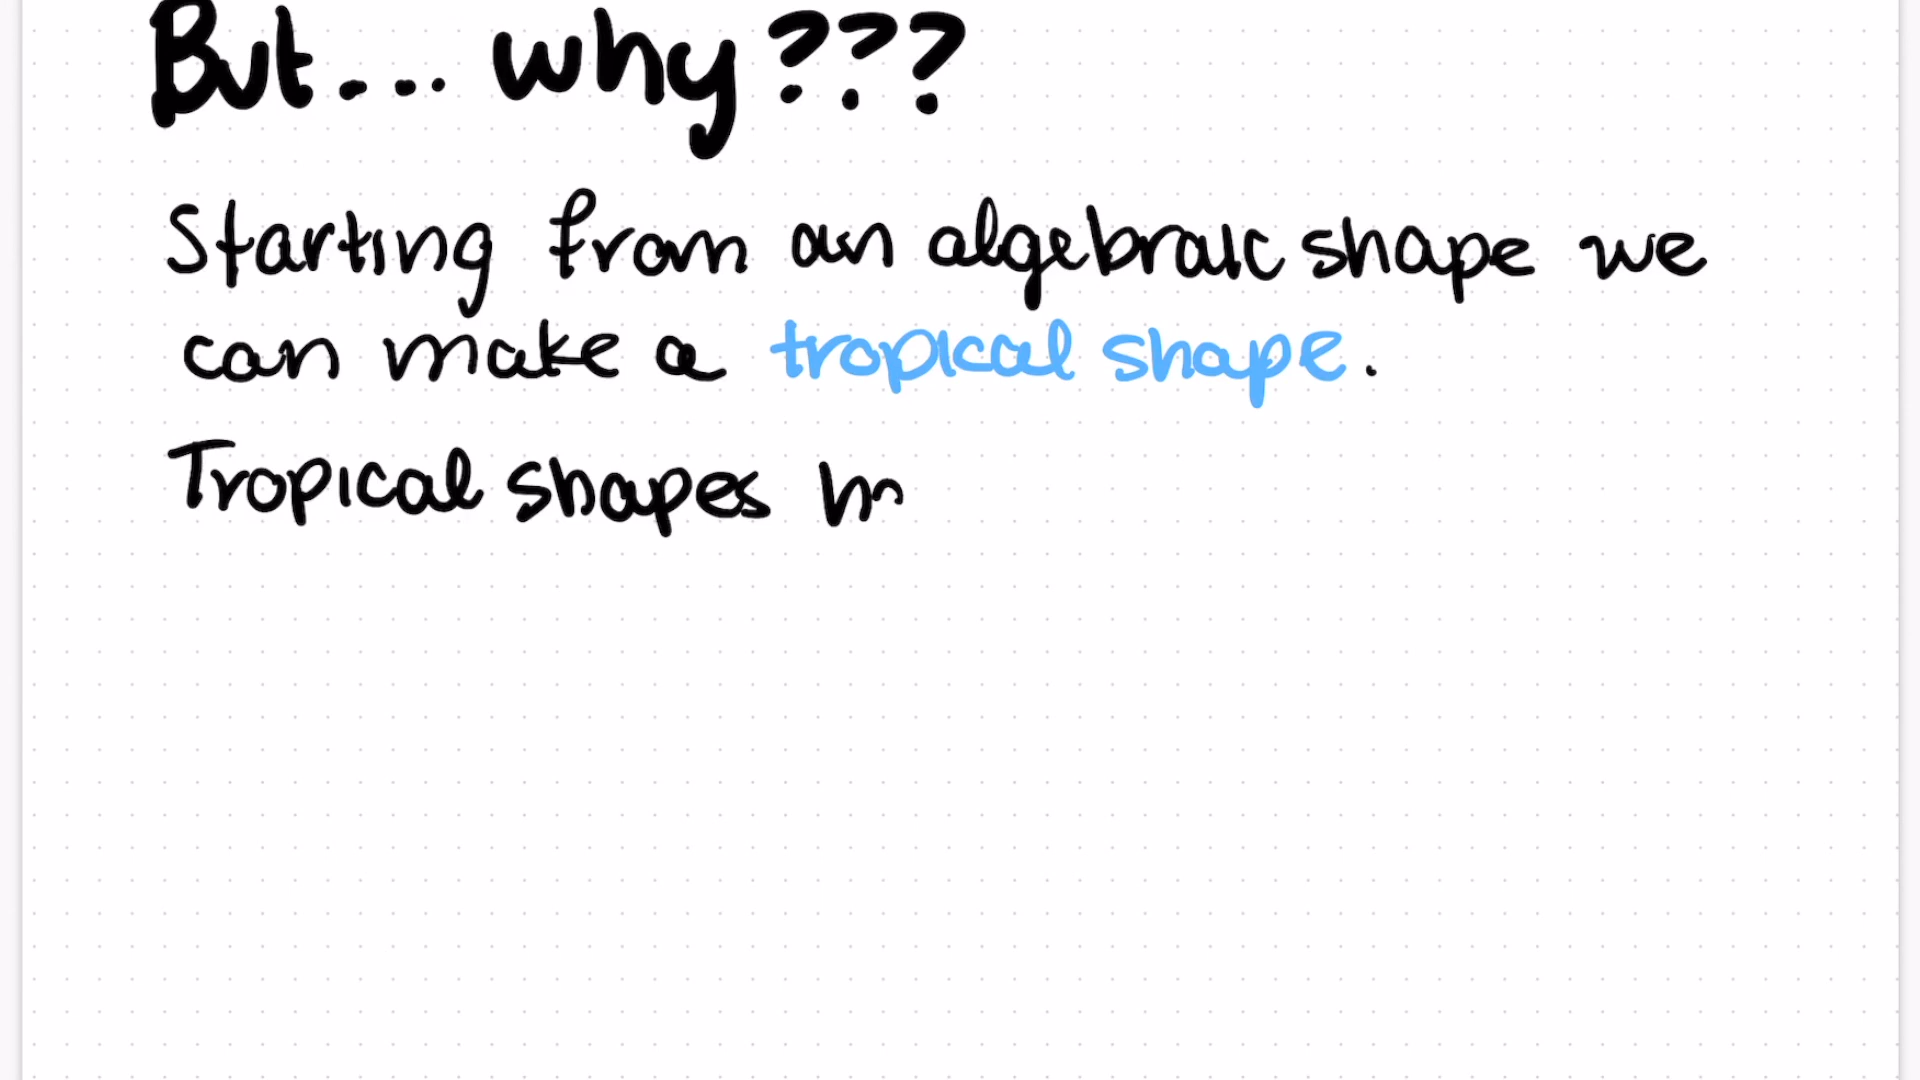 But... why???
Starting from an algebraic shape we
can make a tropical shape.
Tropical shapes